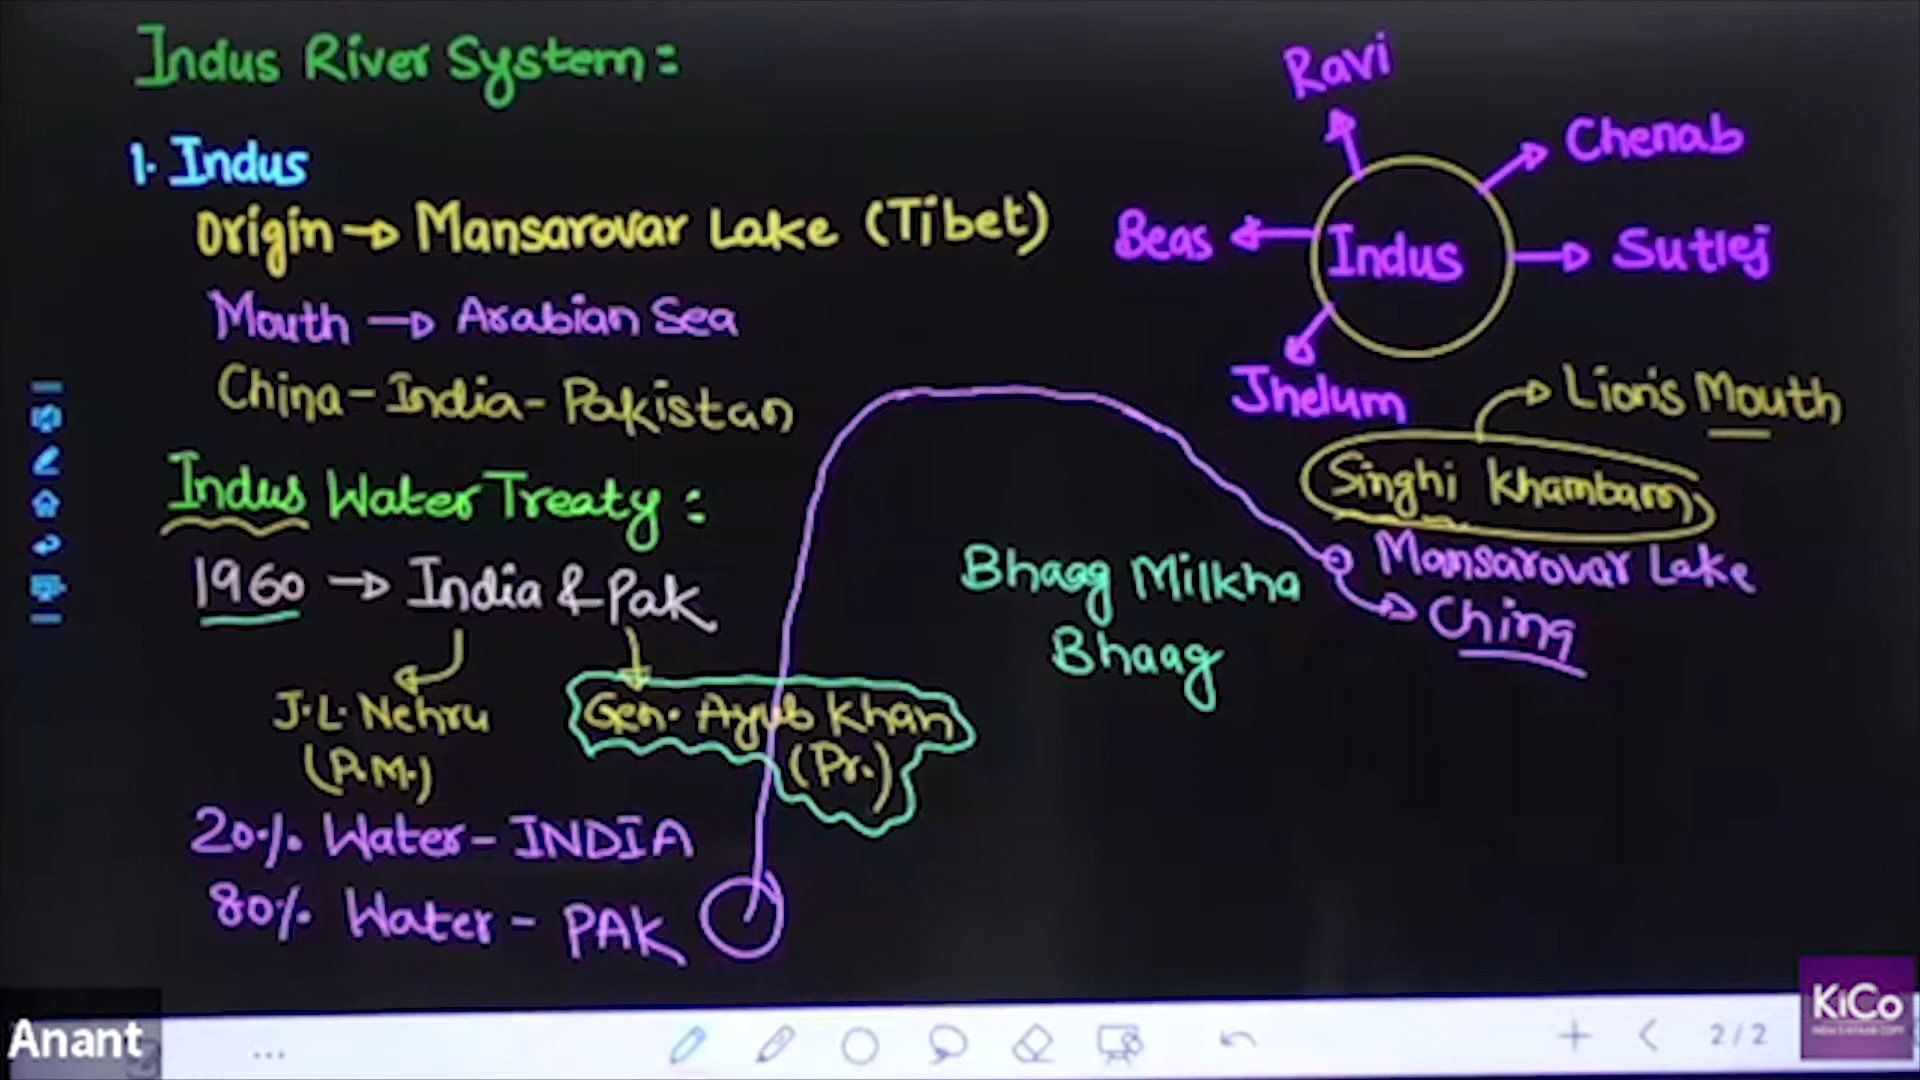 Indus River System :
1. Indus
Origin → Mansarovar Lake (Tibet)
Mouth → Arabian Sea
China - India - Pakistan
Indus Water Treaty :
1960 → India & Pak
J.L. Nehru
(P.M.)
Gen. Ayub Khan
(Pr.)
20% Water - INDIA
80% Water - PAK
Ravi
Chenab
Beas
Indus
Sutlej
Jhelum
Lion's Mouth
Singhi Khamban
Mansarovar Lake
China
Bhaag Milkha
Bhaag
Anant
...
2/2
KiCo